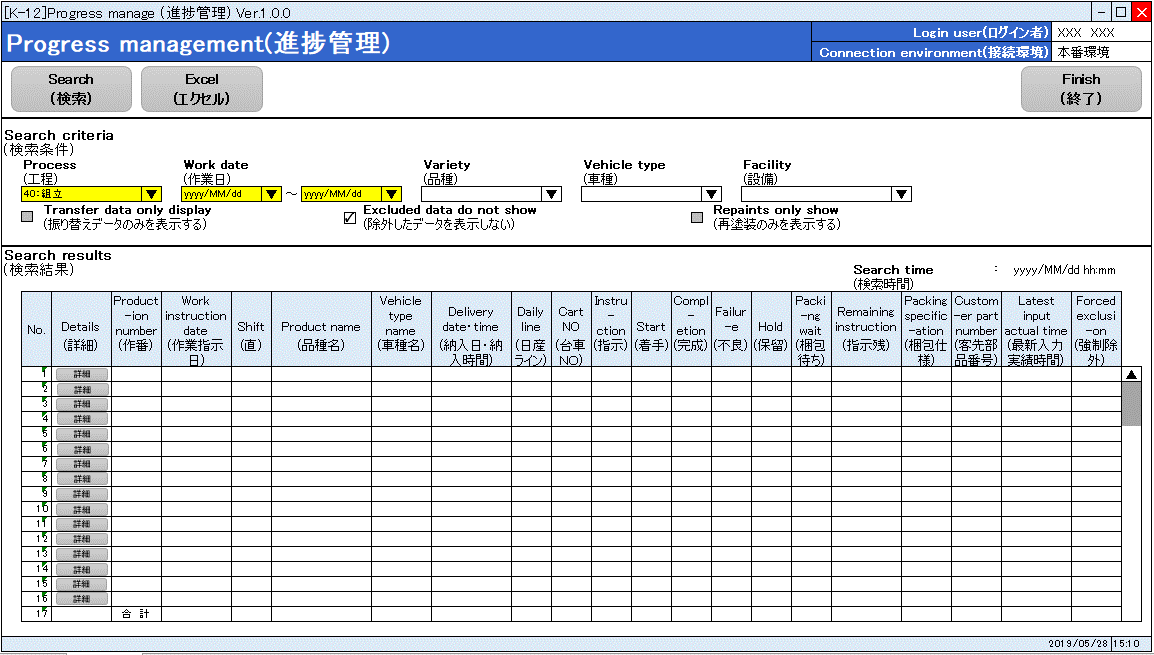 [K-12]Progress manage (進捗管理) Ver.1.0.0
Progress management(進捗管理)
Login user(ログイン者) XXX XXX
Connection environment(接続環境) 本番環境
Search
(検索)
Excel
(エクセル)
Finish
(終了)
Search criteria
(検索条件)
Process
(工程)
40:組立
Work date
(作業日)
yyyy/MM/dd ～ yyyy/MM/dd
Variety
(品種)
Vehicle type
(車種)
Facility
(設備)
Transfer data only display
(振り替えデータのみを表示する)
Excluded data do not show
(除外したデータを表示しない)
Repaints only show
(再塗装のみを表示する)
Search results
(検索結果)
Search time : yyyy/MM/dd hh:mm
(検索時間)
No.
Details
(詳細)
Product
-ion
number
(作番)
Work
instruction
date
(作業指示
日)
Shift
(直)
Product name
(品種名)
Vehicle
type
name
(車種名)
Delivery
date・time
(納入日・納
入時間)
Daily
line
(日産
ライン)
Cart
NO
(台車
NO)
Instru
-
ction
(指示)
Start
(着手)
Compl
-
etion
(完成)
Failur
-e
(不良)
Hold
(保留)
Packi
-ng
wait
(梱包
待ち)
Remaining
instruction
(指示残)
Packing
specific
-ation
(梱包仕
様)
Custom
-er part
number
(客先部
品番号)
Latest
input
actual time
(最新入力
実績時間)
Forced
exclusi
-on
(強制除
外)
1 詳細
2 詳細
3 詳細
4 詳細
5 詳細
6 詳細
7 詳細
8 詳細
9 詳細
10 詳細
11 詳細
12 詳細
13 詳細
14 詳細
15 詳細
16 詳細
17 合 計
2019/05/28 15:10